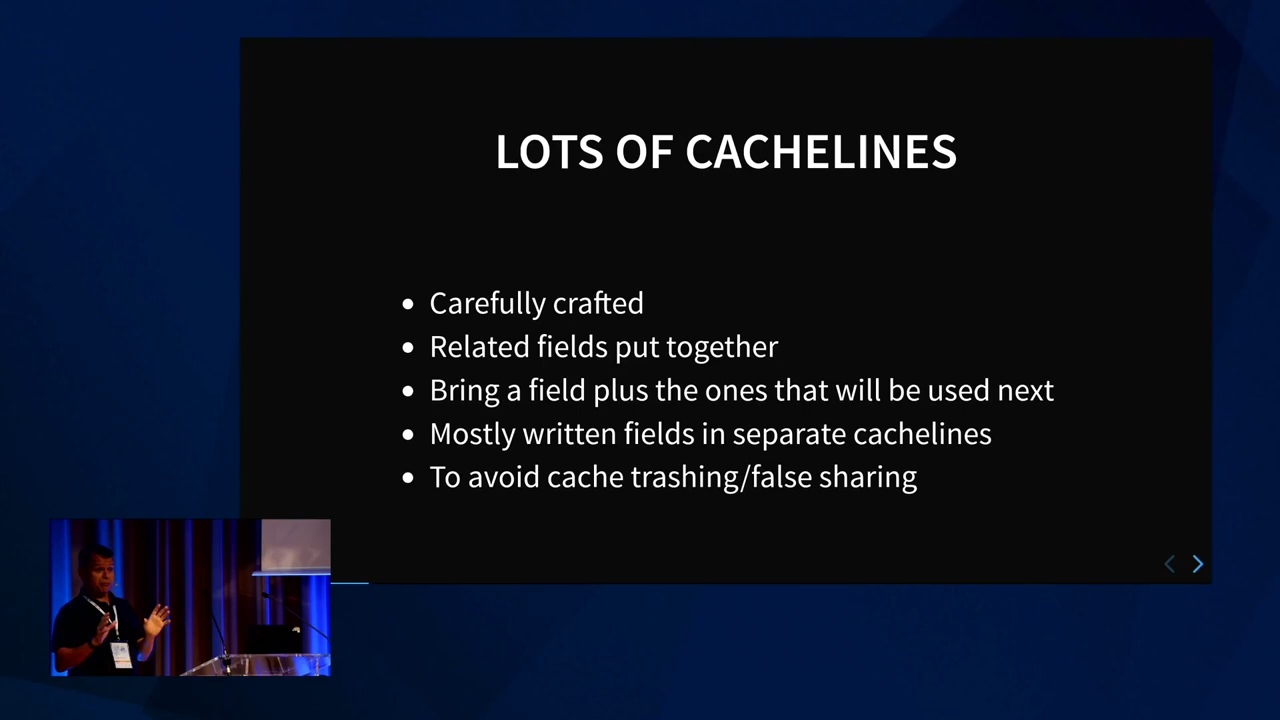 LOTS OF CACHELINES
Carefully crafted
Related fields put together
Bring a field plus the ones that will be used next
Mostly written fields in separate cachelines
To avoid cache trashing/false sharing